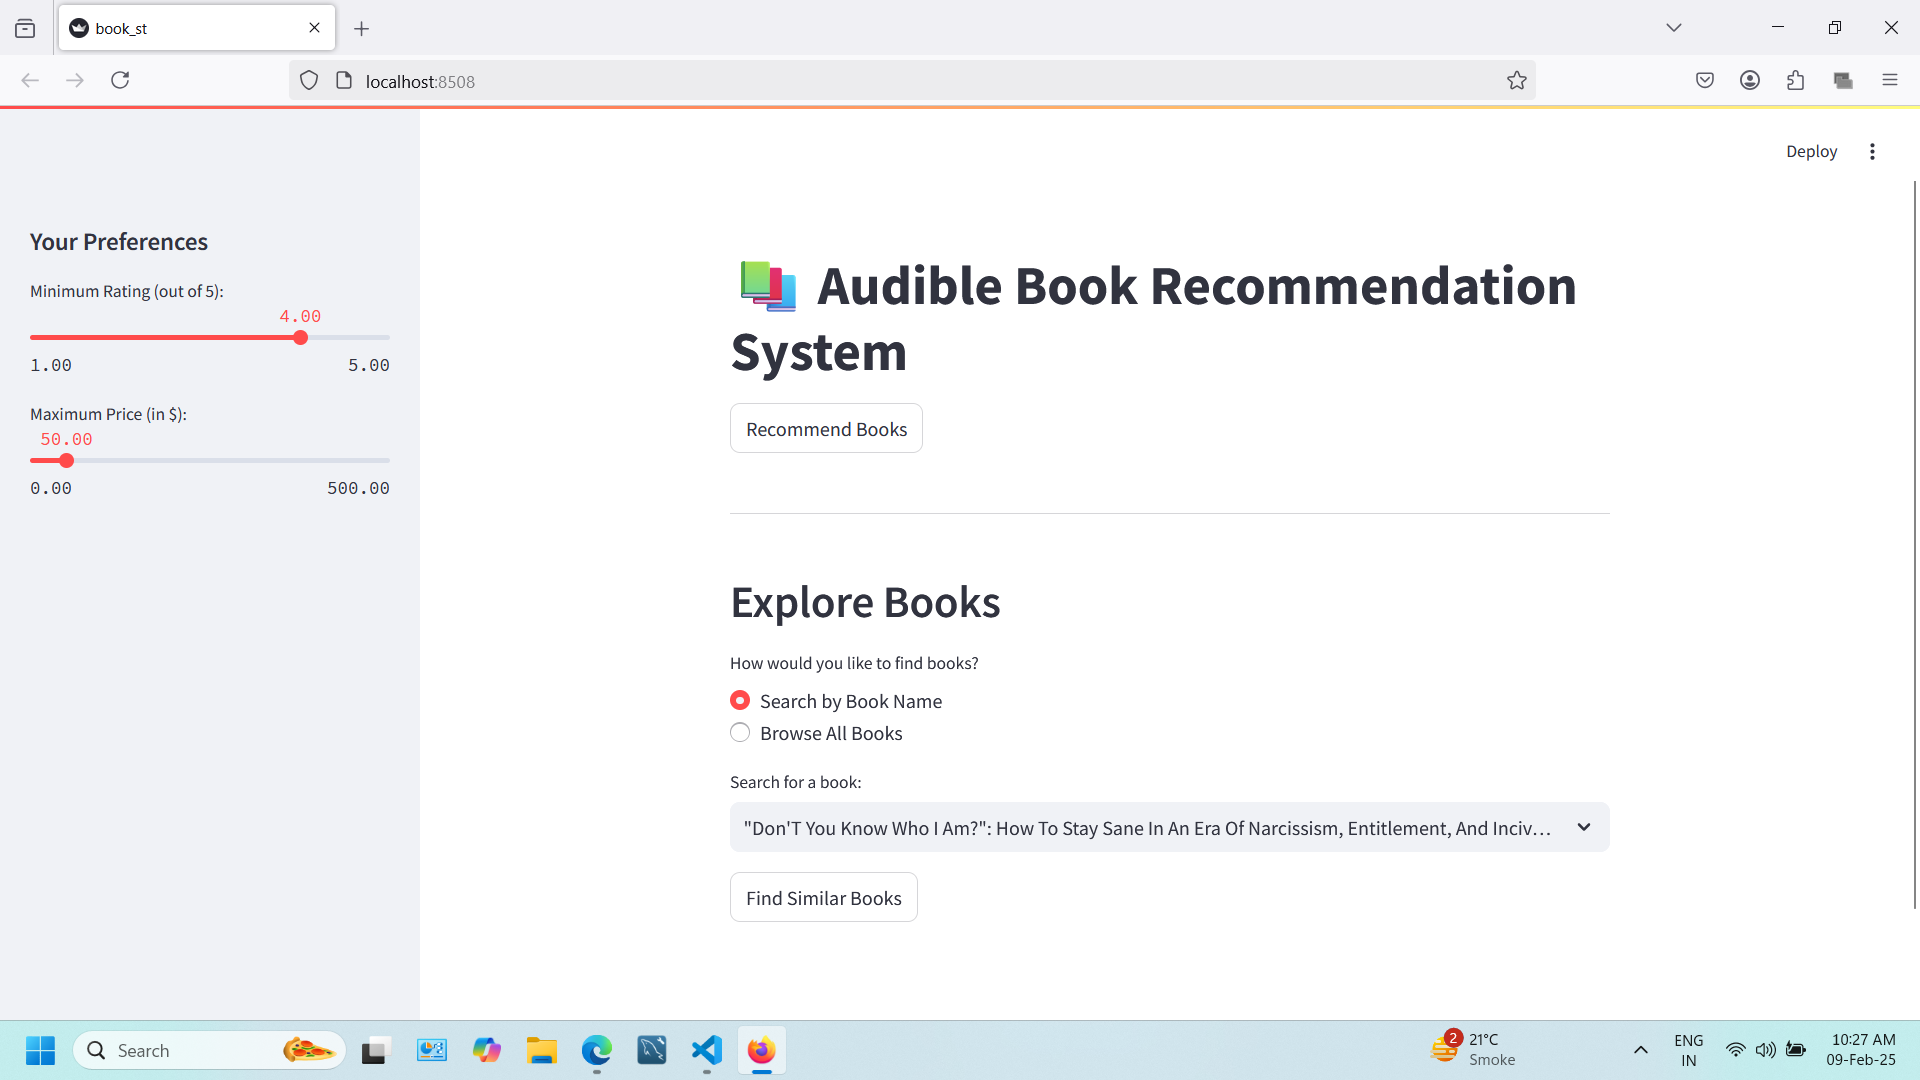 book_st
localhost:8508
Deploy
Your Preferences
Minimum Rating (out of 5):
4.00
1.00 5.00
Maximum Price (in $):
50.00
0.00 500.00
Audible Book Recommendation
System
Recommend Books
Explore Books
How would you like to find books?
Search by Book Name
Browse All Books
Search for a book:
"Don'T You Know Who I Am?": How To Stay Sane In An Era Of Narcissism, Entitlement, And Inciv…
Find Similar Books
Search
2
21°C
Smoke
ENG
IN
10:27 AM
09-Feb-25